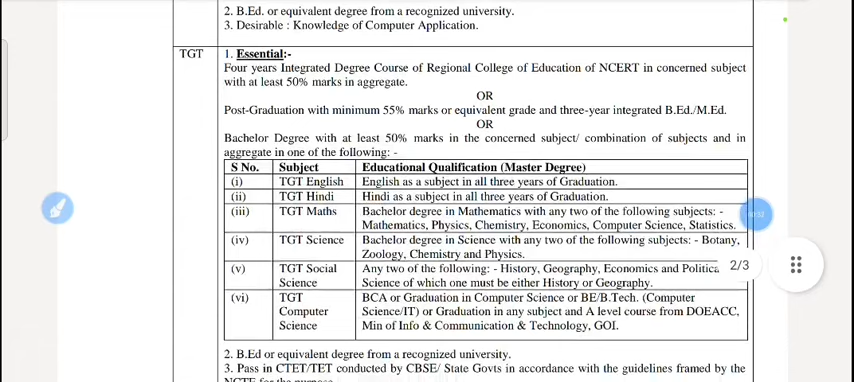 2. B.Ed. or equivalent degree from a recognized university.
3. Desirable : Knowledge of Computer Application.
TGT
1. Essential:-
Four years Integrated Degree Course of Regional College of Education of NCERT in concerned subject
with at least 50% marks in aggregate.
OR
Post-Graduation with minimum 55% marks or equivalent grade and three-year integrated B.Ed./M.Ed.
OR
Bachelor Degree with at least 50% marks in the concerned subject/ combination of subjects and in
aggregate in one of the following: -
S No. Subject Educational Qualification (Master Degree)
(i) TGT English English as a subject in all three years of Graduation.
(ii) TGT Hindi Hindi as a subject in all three years of Graduation.
(iii) TGT Maths Bachelor degree in Mathematics with any two of the following subjects: -
Mathematics, Physics, Chemistry, Economics, Computer Science, Statistics.
(iv) TGT Science Bachelor degree in Science with any two of the following subjects: - Botany,
Zoology, Chemistry and Physics.
(v) TGT Social Any two of the following: - History, Geography, Economics and Politica
Science Science of which one must be either History or Geography.
(vi) TGT BCA or Graduation in Computer Science or BE/B.Tech. (Computer
Computer Science/IT) or Graduation in any subject and A level course from DOEACC,
Science Min of Info & Communication & Technology, GOI.
2/3
2. B.Ed or equivalent degree from a recognized university.
3. Pass in CTET/TET conducted by CBSE/ State Govts in accordance with the guidelines framed by the